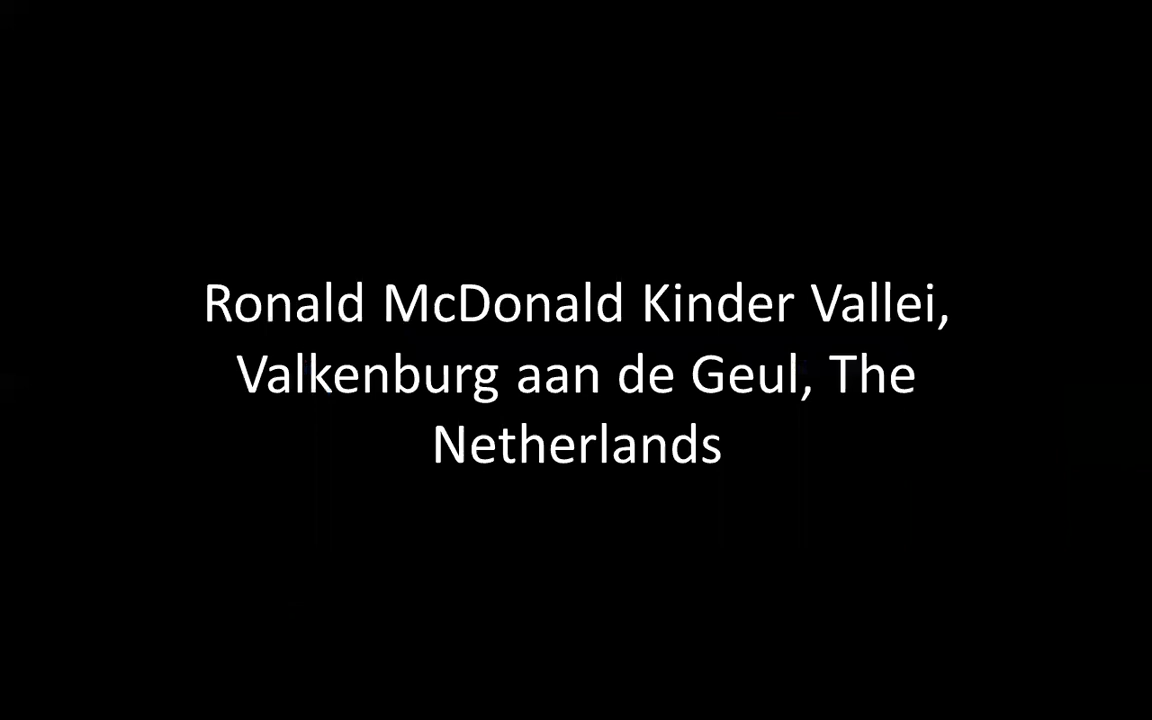 Ronald McDonald Kinder Vallei,
Valkenburg aan de Geul, The
Netherlands